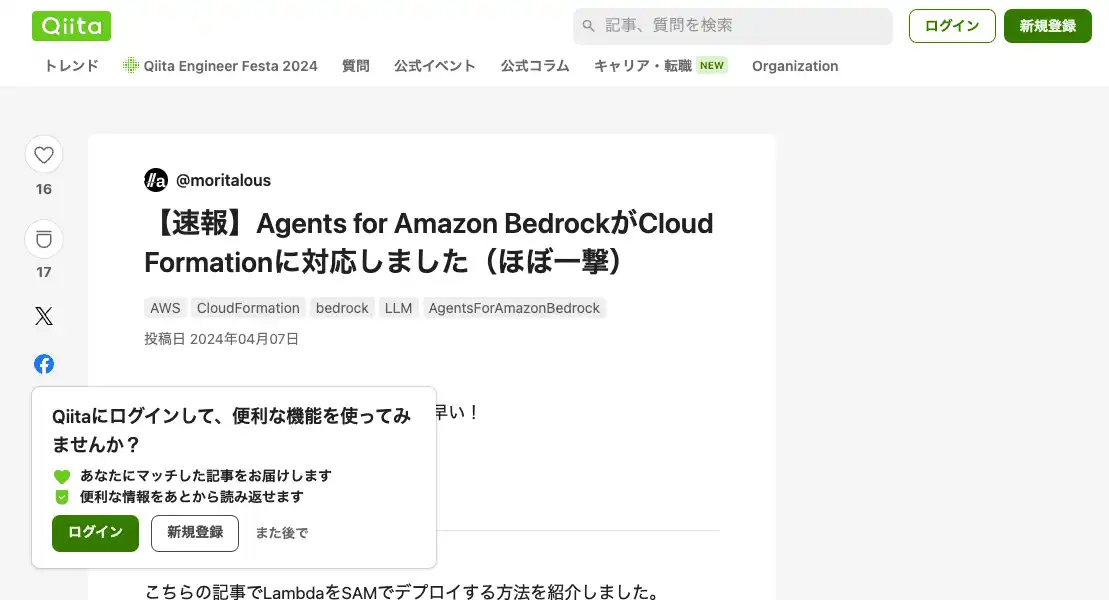 Qiita
記事、質問を検索
ログイン
新規登録
トレンド
Qiita Engineer Festa 2024
質問
公式イベント
公式コラム
キャリア・転職 NEW
Organization
16
17
@moritalous
【速報】Agents for Amazon BedrockがCloud
Formationに対応しました（ほぼ一撃）
AWS CloudFormation bedrock LLM AgentsForAmazonBedrock
投稿日 2024年04月07日
早い！
Qiitaにログインして、便利な機能を使ってみ
ませんか？
あなたにマッチした記事をお届けします
便利な情報をあとから読み返せます
ログイン
新規登録
また後で
こちらの記事でLambdaをSAMでデプロイする方法を紹介しました。